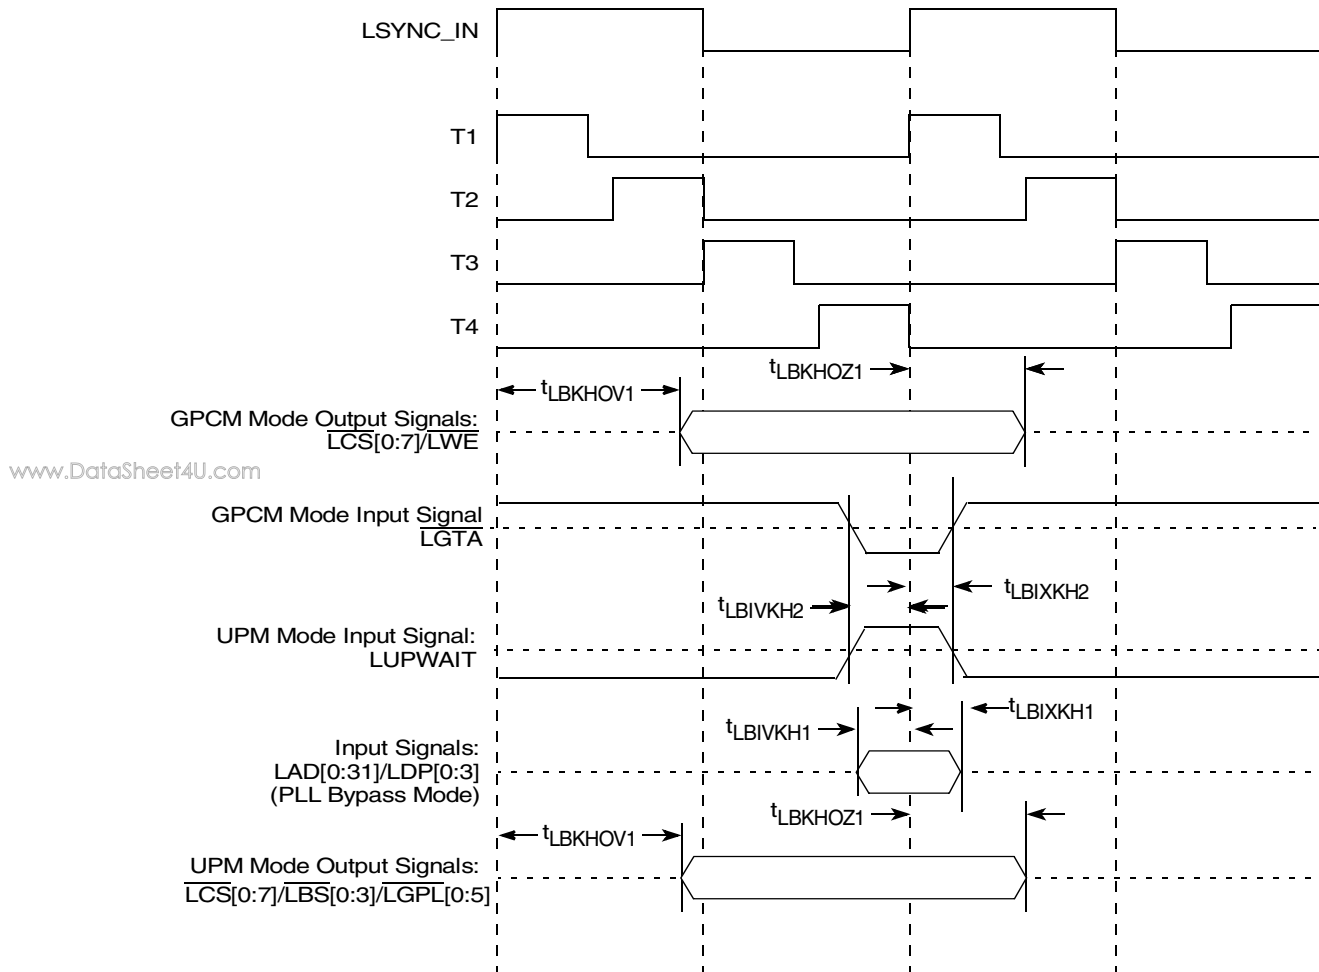 LSYNC_IN
T1
T2
T3
T4
tLBKHOZ1
tLBKHOV1
GPCM Mode Output Signals:
LCS[0:7]/LWE
www.DataSheet4U.com
GPCM Mode Input Signal
LGTA
tLBIXKH2
tLBIVKH2
UPM Mode Input Signal:
LUPWAIT
tLBIXKH1
tLBIVKH1
Input Signals:
LAD[0:31]/LDP[0:3]
(PLL Bypass Mode)
tLBKHOZ1
tLBKHOV1
UPM Mode Output Signals:
LCS[0:7]/LBS[0:3]/LGPL[0:5]